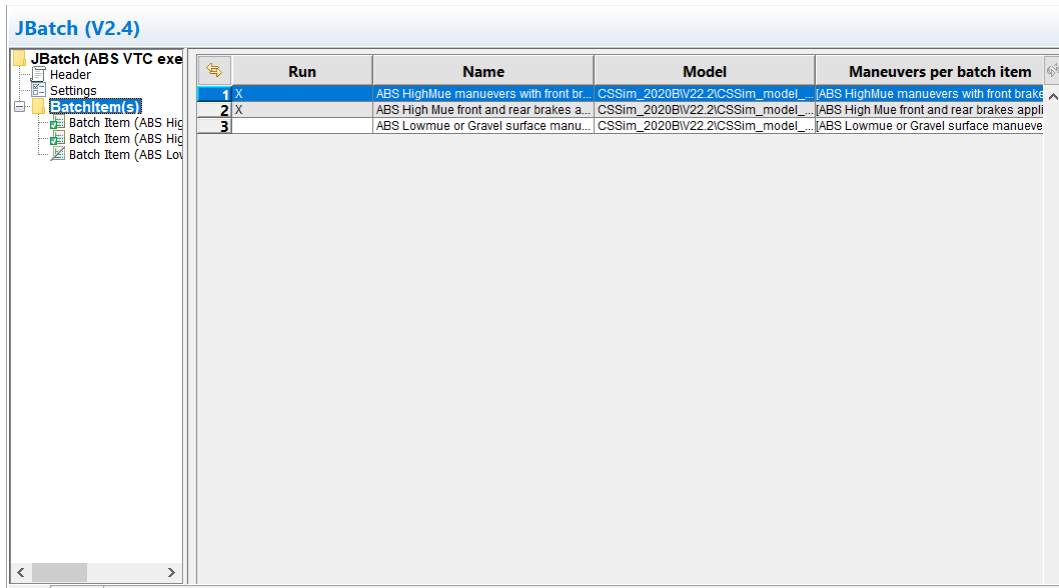 JBatch (V2.4)
JBatch (ABS VTC exe
Header
Settings
BatchItem(s)
Batch Item (ABS Hig
Batch Item (ABS Hig
Batch Item (ABS Lov
Run Name Model Maneuvers per batch item
1 X ABS HighMue manuevers with front br... CSSim_2020B\V22.2\CSSim_model_... [ABS HighMue manuevers with front brake
2 X ABS High Mue front and rear brakes a... CSSim_2020B\V22.2\CSSim_model_... [ABS High Mue front and rear brakes appli
3 ABS Lowmue or Gravel surface manu... CSSim_2020B\V22.2\CSSim_model_... [ABS Lowmue or Gravel surface manueve